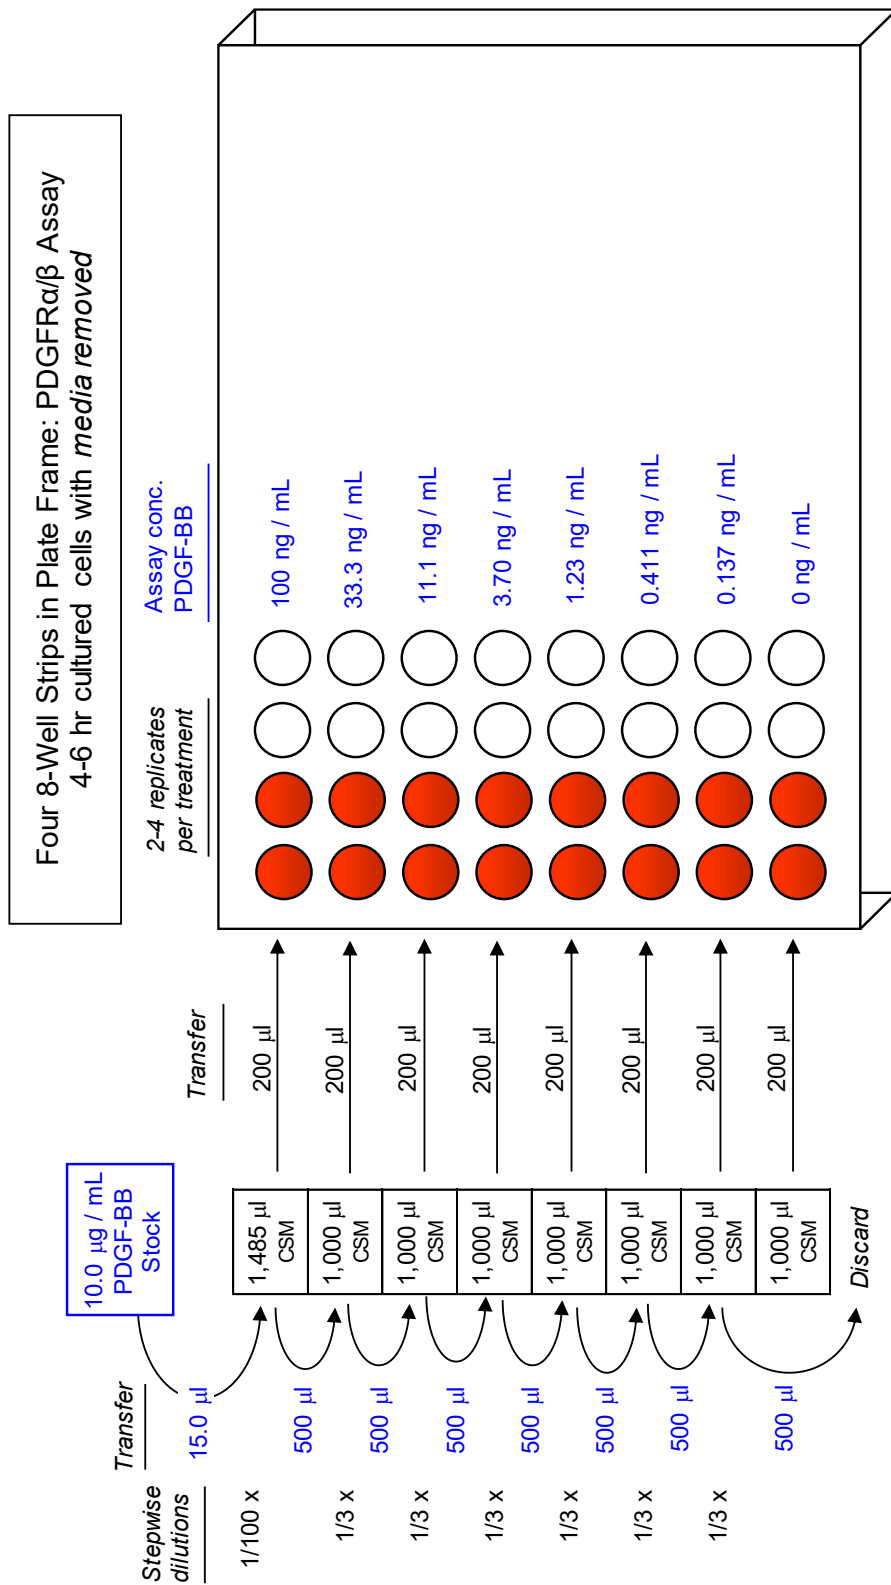 Four 8-Well Strips in Plate Frame: PDGFRα/β Assay
4-6 hr cultured cells with media removed
Stepwise
dilutions
Transfer
10.0 µg / mL
PDGF-BB
Stock
Transfer
2-4 replicates
per treatment
Assay conc.
PDGF-BB
1/100 x
15.0 µl
1,485 µl
CSM
200 µl
100 ng / mL
1/3 x
500 µl
1,000 µl
CSM
200 µl
33.3 ng / mL
1/3 x
500 µl
1,000 µl
CSM
200 µl
11.1 ng / mL
1/3 x
500 µl
1,000 µl
CSM
200 µl
3.70 ng / mL
1/3 x
500 µl
1,000 µl
CSM
200 µl
1.23 ng / mL
1/3 x
500 µl
1,000 µl
CSM
200 µl
0.411 ng / mL
1/3 x
500 µl
1,000 µl
CSM
200 µl
0.137 ng / mL
500 µl
1,000 µl
CSM
200 µl
0 ng / mL
Discard